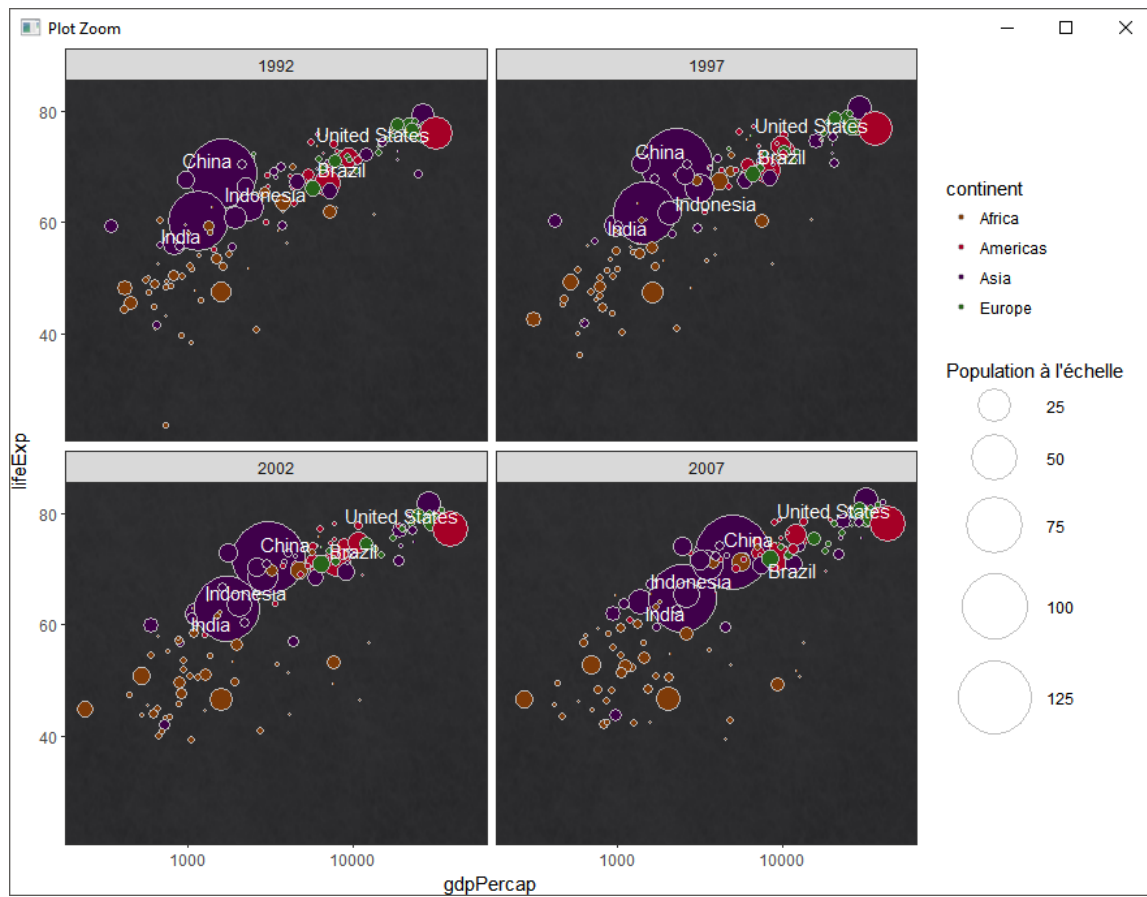 Plot Zoom
1992
1997
80
60
40
United States
China
Brazil
Indonesia
India
United States
China
Brazil
Indonesia
India
lifeExp
2002
2007
80
60
40
United States
China
Brazil
Indonesia
India
United States
China
Brazil
Indonesia
India
1000
10000
1000
10000
gdpPercap
continent
Africa
Americas
Asia
Europe
Population à l'échelle
25
50
75
100
125